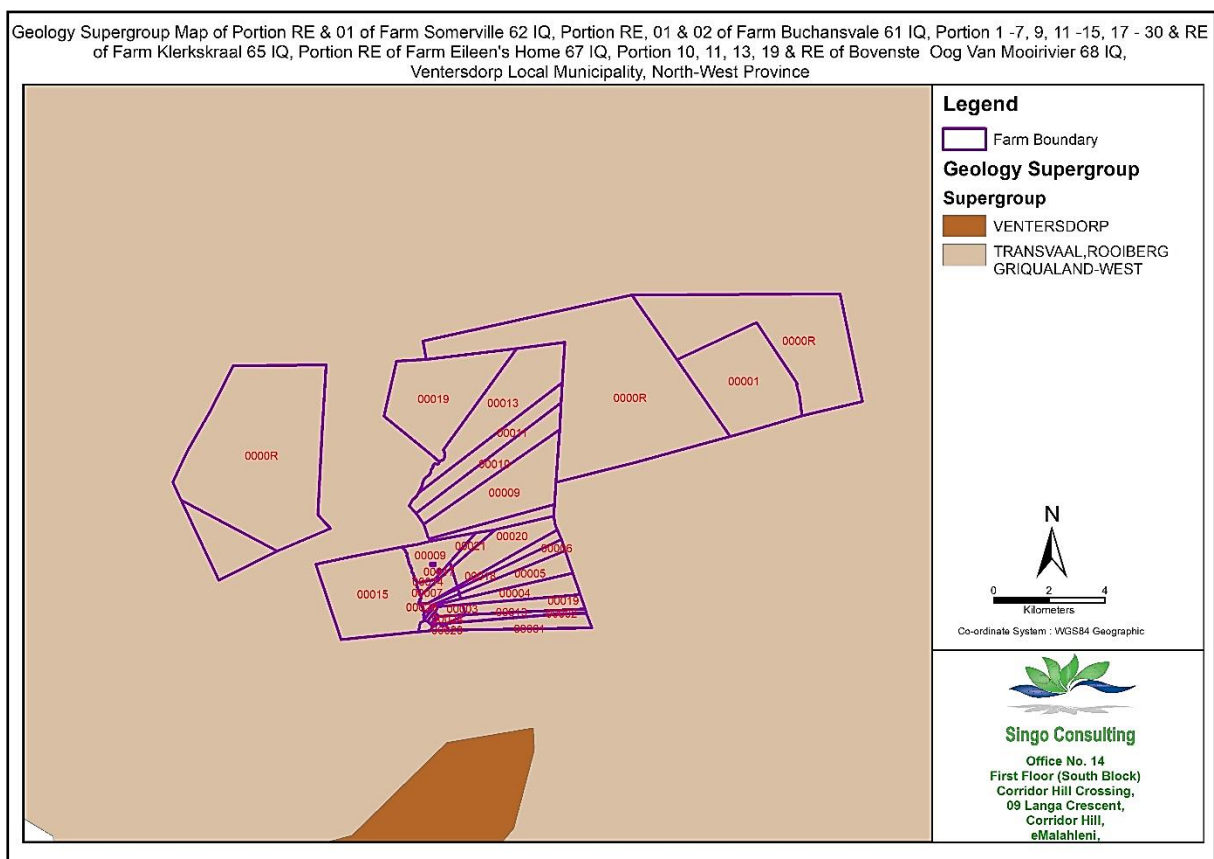 Geology Supergroup Map of Portion RE & 01 of Farm Somerville 62 IQ, Portion RE, 01 & 02 of Farm Buchansvale 61 IQ, Portion 1 -7, 9, 11 -15, 17 - 30 & RE
of Farm Klerkskraal 65 IQ, Portion RE of Farm Eileen's Home 67 IQ, Portion 10, 11, 13, 19 & RE of Bovenste Oog Van Mooirivier 68 IQ,
Ventersdorp Local Municipality, North-West Province
Legend
Farm Boundary
Geology Supergroup
Supergroup
VENTERSDORP
TRANSVAAL,ROOIBERG
GRIQUALAND-WEST
0000R
00001
0000R
00019
00013
00011
0000R
00010
00009
00020
00021
00006
00009
00018
00005
00015
00007
00004
00003
00013
00019
00002
00001
N
0 2 4
Kilometers
Co-ordinate System : WGS84 Geographic
Singo Consulting
Office No. 14
First Floor (South Block)
Corridor Hill Crossing,
09 Langa Crescent,
Corridor Hill,
eMalahleni,